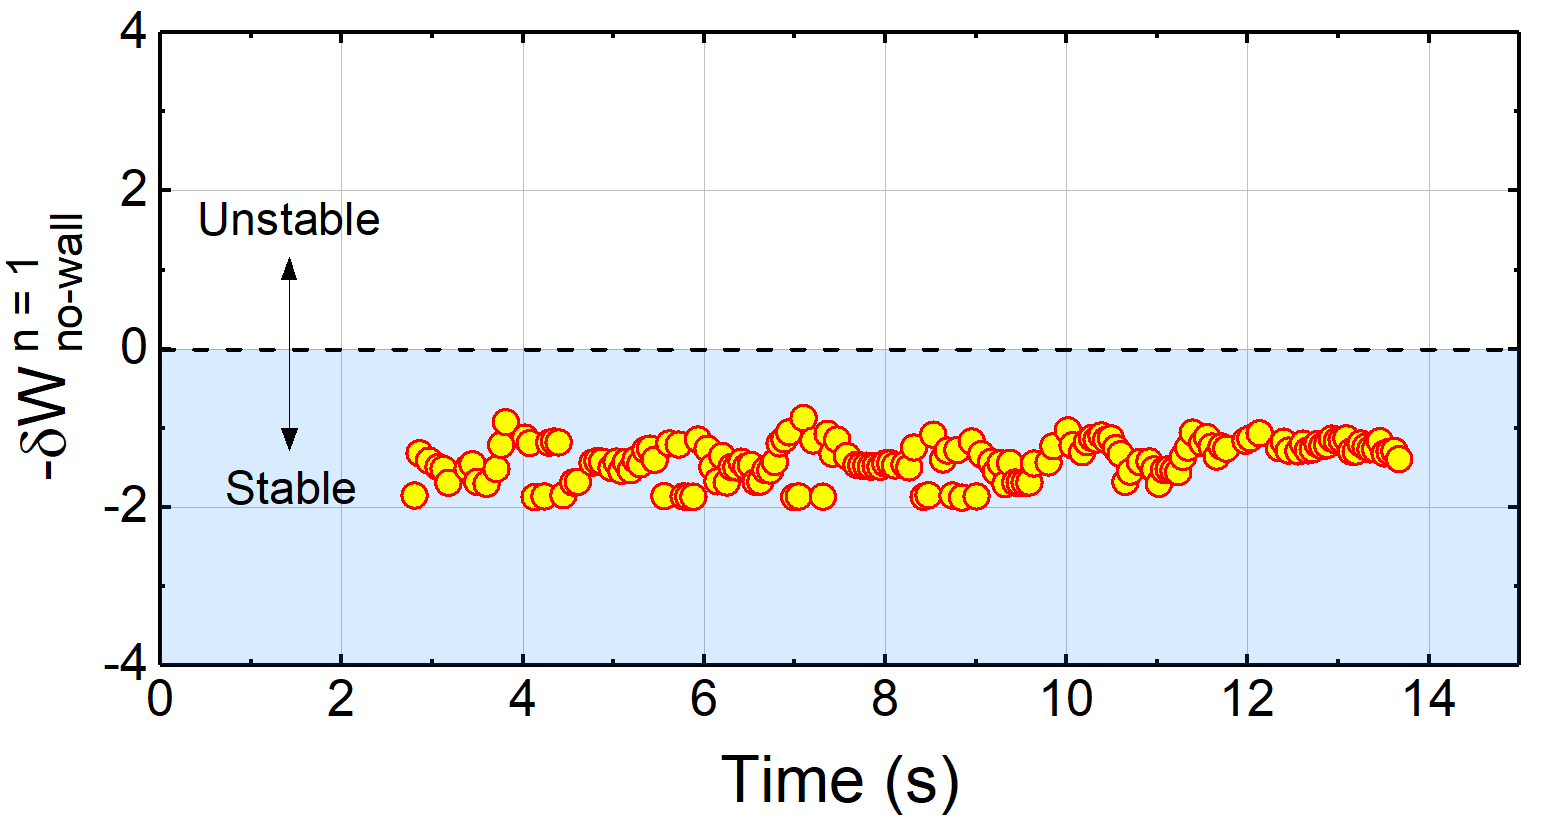 4
2
0
-2
-4
-δW n = 1 no-wall
Unstable
Stable
0 2 4 6 8 10 12 14
Time (s)